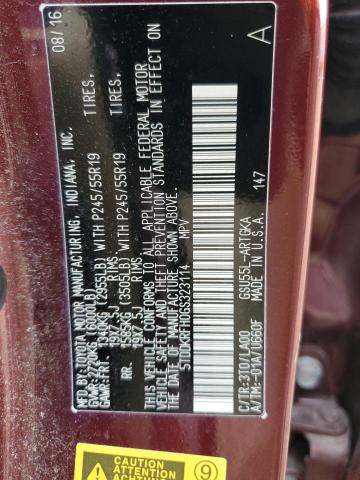 MFD. BY: TOYOTA MOTOR MANUFACTURING, INDIANA, INC. 08/16
GVWR: 2720KG (6000LB)
GAWR: FRT. 1340KG (2955LB) WITH P245/55R19 TIRES,
19X7.5J RIMS
RR. 1585KG (3505LB) WITH P245/55R19 TIRES,
19X7.5J RIMS
THIS VEHICLE CONFORMS TO ALL APPLICABLE FEDERAL MOTOR
VEHICLE SAFETY, BUMPER, AND THEFT PREVENTION STANDARDS IN EFFECT ON
THE DATE OF MANUFACTURE SHOWN ABOVE.
5TDDKRFH0GS323114 MPV
A
C/TR: 3T0/LA00 GSU55L-ARTGKA
A/TM: -01A/U660F MADE IN U.S.A. 147
CAUTION
ATTENTION
9